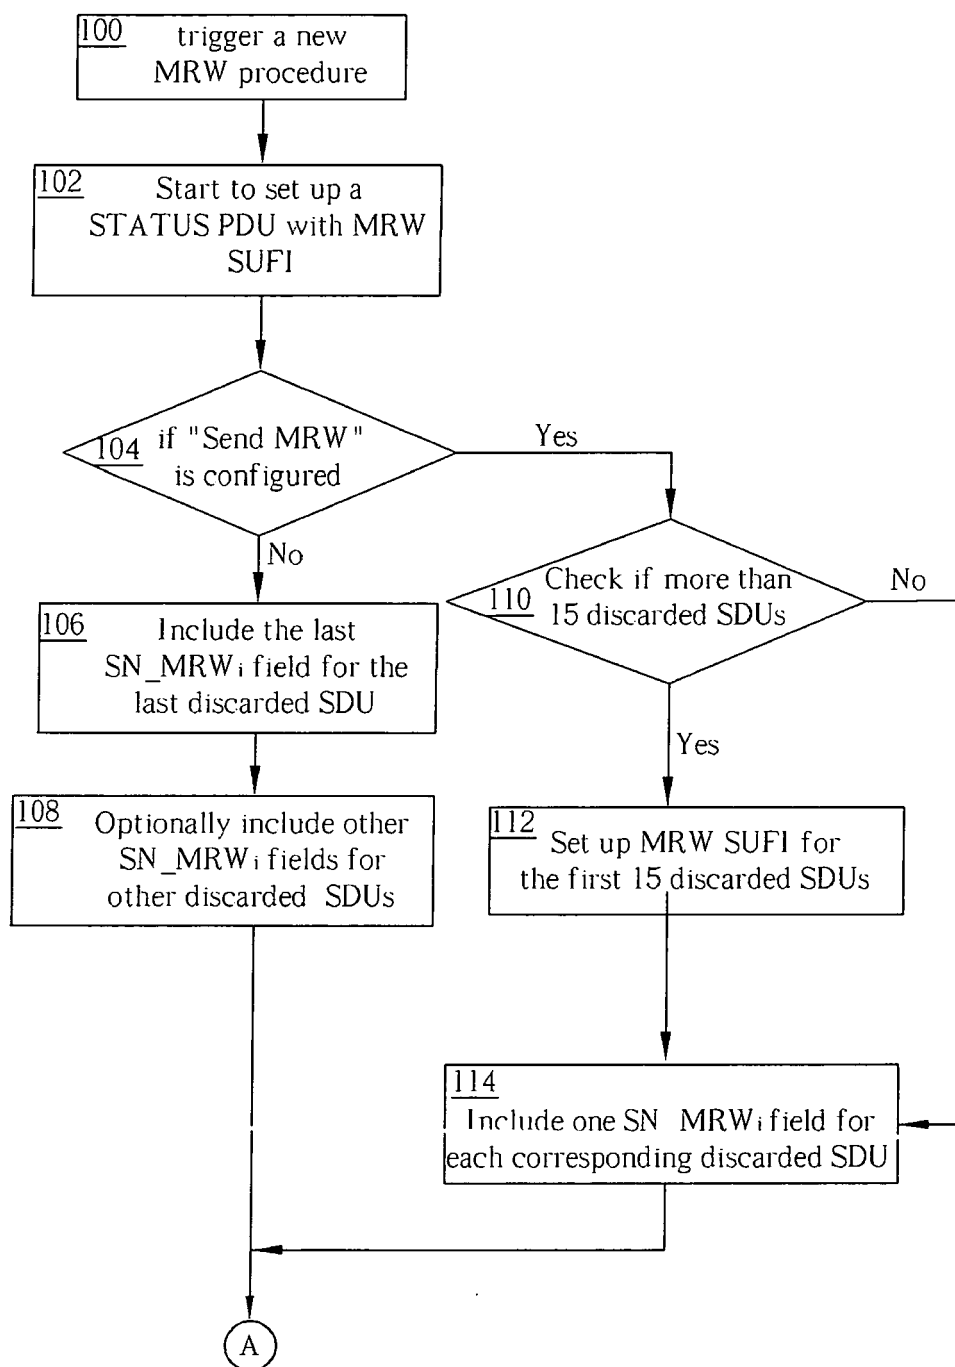 100 trigger a new
MRW procedure
102 Start to set up a
STATUS PDU with MRW
SUFI
104 if "Send MRW"
is configured
Yes
No
106 Include the last
SN_MRWi field for the
last discarded SDU
108 Optionally include other
SN_MRWi fields for
other discarded SDUs
110 Check if more than
15 discarded SDUs
No
Yes
112 Set up MRW SUFI for
the first 15 discarded SDUs
114
Include one SN MRWi field for
each corresponding discarded SDU
A